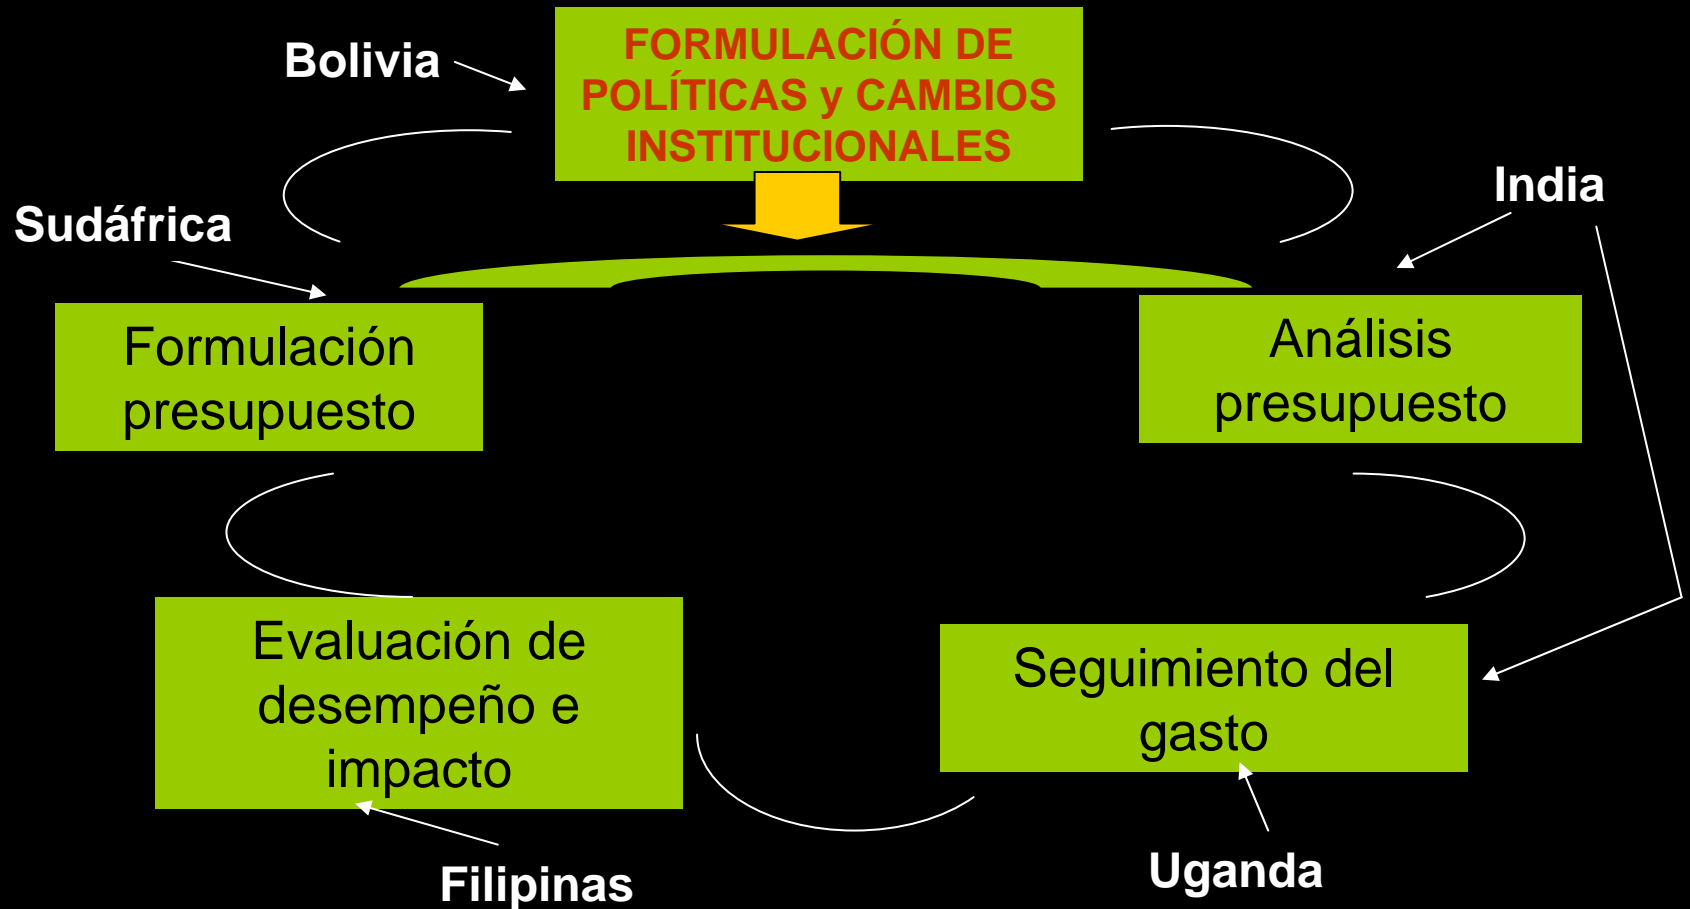 Bolivia
FORMULACIÓN DE
POLÍTICAS y CAMBIOS
INSTITUCIONALES
India
Sudáfrica
Formulación
presupuesto
Análisis
presupuesto
Evaluación de
desempeño e
impacto
Seguimiento del
gasto
Filipinas
Uganda